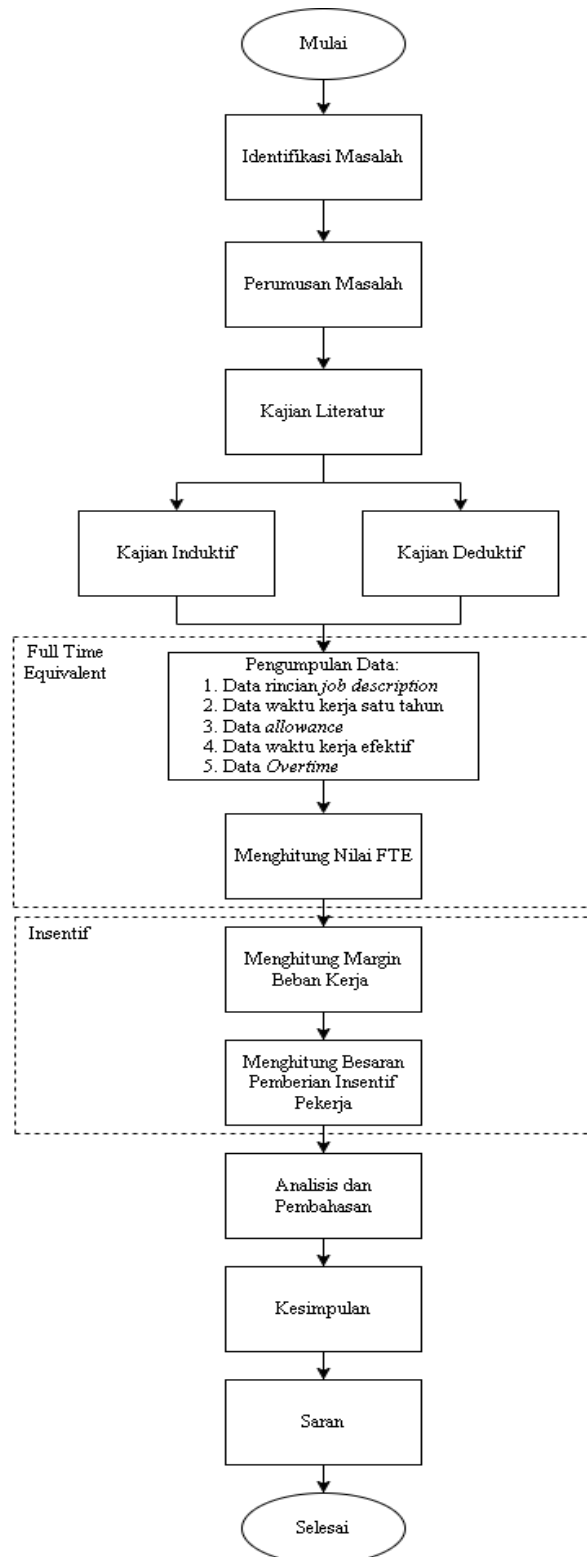 Mulai
Identifikasi Masalah
Perumusan Masalah
Kajian Literatur
Kajian Induktif
Kajian Deduktif
Full Time
Equivalent
Pengumpulan Data:
1. Data rincian job description
2. Data waktu kerja satu tahun
3. Data allowance
4. Data waktu kerja efektif
5. Data Overtime
Menghitung Nilai FTE
Insentif
Menghitung Margin
Beban Kerja
Menghitung Besaran
Pemberian Insentif
Pekerja
Analisis dan
Pembahasan
Kesimpulan
Saran
Selesai